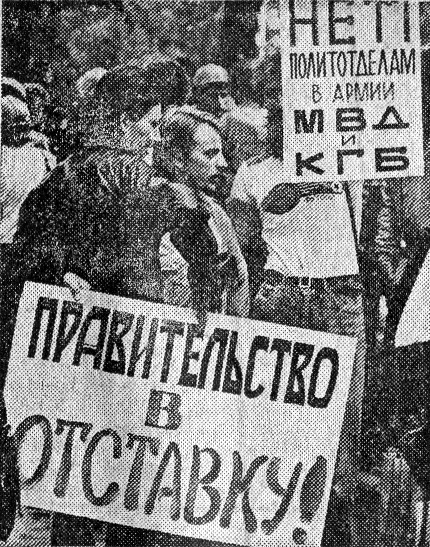 НЕТ!
ПОЛИТОТДЕЛАМ
В АРМИИ
МВД
И
КГБ
ПРАВИТЕЛЬСТВО
В
ОТСТАВКУ!